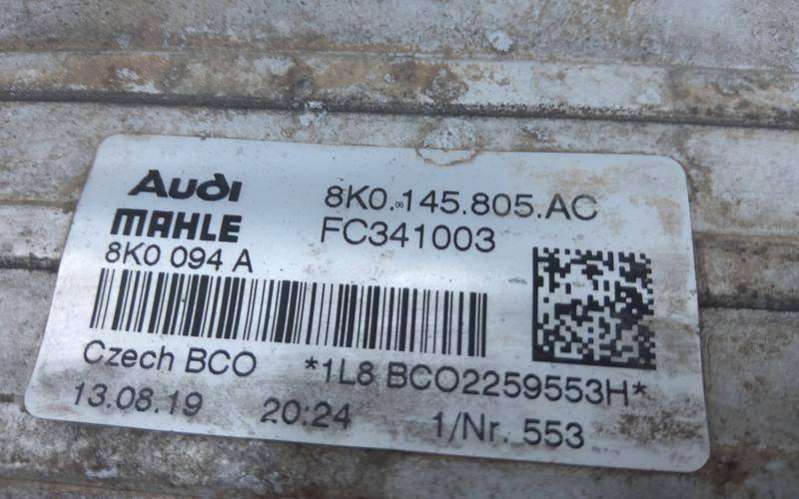 Audi 8K0.145.805.AC
MAHLE FC341003
8K0 094 A
Czech BCO *1L8 BCO2259553H*
13.08.19 20:24 1/Nr. 553